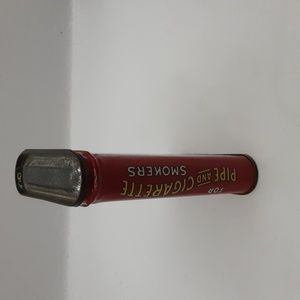 FOR
PIPE AND CIGARETTE
SMOKERS